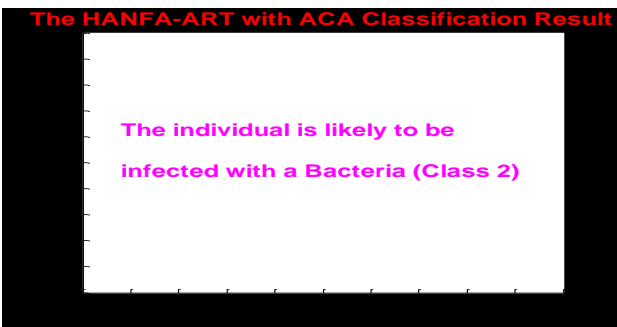 The HANFA-ART with ACA Classification Result
The individual is likely to be
infected with a Bacteria (Class 2)